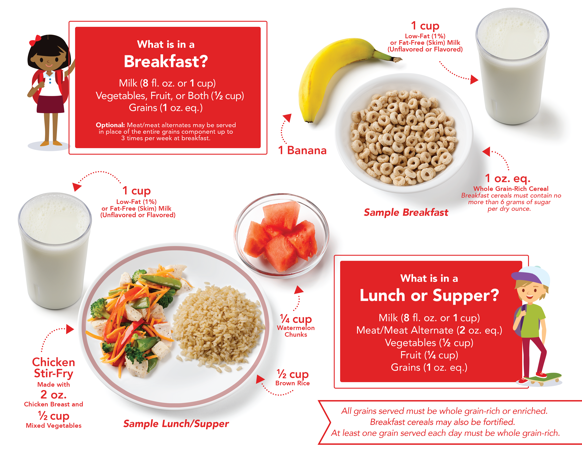 What is in a
Breakfast?
Milk (8 fl. oz. or 1 cup)
Vegetables, Fruit, or Both (½ cup)
Grains (1 oz. eq.)
Optional: Meat/meat alternates may be served
in place of the entire grains component up to
3 times per week at breakfast.
1 cup
Low-Fat (1%)
or Fat-Free (Skim) Milk
(Unflavored or Flavored)
1 Banana
1 oz. eq.
Whole Grain-Rich Cereal
Breakfast cereals must contain no
more than 6 grams of sugar
per dry ounce.
Sample Breakfast
1 cup
Low-Fat (1%)
or Fat-Free (Skim) Milk
(Unflavored or Flavored)
¼ cup
Watermelon
Chunks
Chicken
Stir-Fry
Made with
2 oz.
Chicken Breast and
½ cup
Mixed Vegetables
½ cup
Brown Rice
Sample Lunch/Supper
What is in a
Lunch or Supper?
Milk (8 fl. oz. or 1 cup)
Meat/Meat Alternate (2 oz. eq.)
Vegetables (½ cup)
Fruit (¼ cup)
Grains (1 oz. eq.)
All grains served must be whole grain-rich or enriched.
Breakfast cereals may also be fortified.
At least one grain served each day must be whole grain-rich.